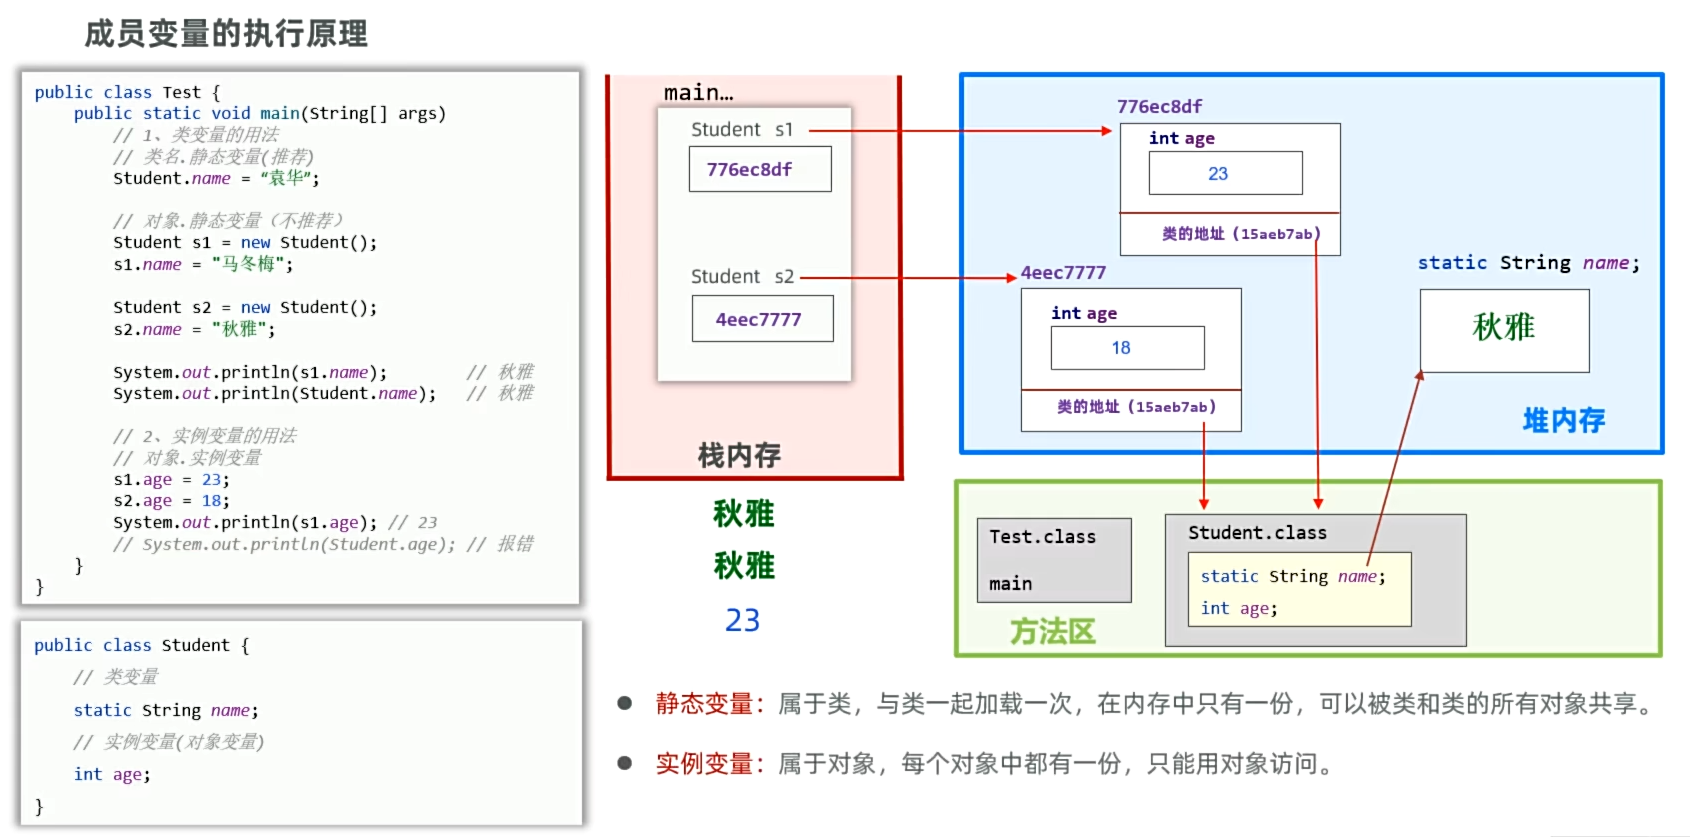 成员变量的执行原理
public class Test {
public static void main(String[] args)
// 1、类变量的用法
// 类名.静态变量(推荐)
Student.name = “袁华”;
// 对象.静态变量（不推荐）
Student s1 = new Student();
s1.name = "马冬梅";
Student s2 = new Student();
s2.name = "秋雅";
System.out.println(s1.name); // 秋雅
System.out.println(Student.name); // 秋雅
// 2、实例变量的用法
// 对象.实例变量
s1.age = 23;
s2.age = 18;
System.out.println(s1.age); // 23
// System.out.println(Student.age); // 报错
}
}
public class Student {
// 类变量
static String name;
// 实例变量(对象变量)
int age;
}
main…
Student s1
776ec8df
Student s2
4eec7777
栈内存
秋雅
秋雅
23
776ec8df
int age
23
类的地址（15aeb7ab）
4eec7777
int age
18
类的地址（15aeb7ab）
static String name;
秋雅
堆内存
Test.class
main
方法区
Student.class
static String name;
int age;
● 静态变量：属于类，与类一起加载一次，在内存中只有一份，可以被类和类的所有对象共享。
● 实例变量：属于对象，每个对象中都有一份，只能用对象访问。